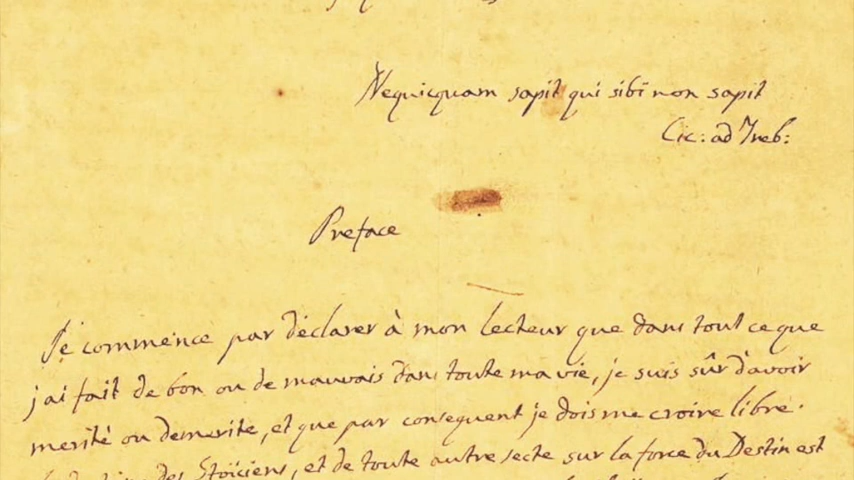 Nequicquam sapit qui sibi non sapit
Cic: ad Treb:
Preface
Je commence par déclarer à mon lecteur que dans tout ce que
j'ai fait de bon ou de mauvais dans toute ma vie, je suis sûr d'avoir
merité ou demerité, et que par consequent je dois me croire libre.
des Stoïciens, et de toute autre secte sur la force du Destin est